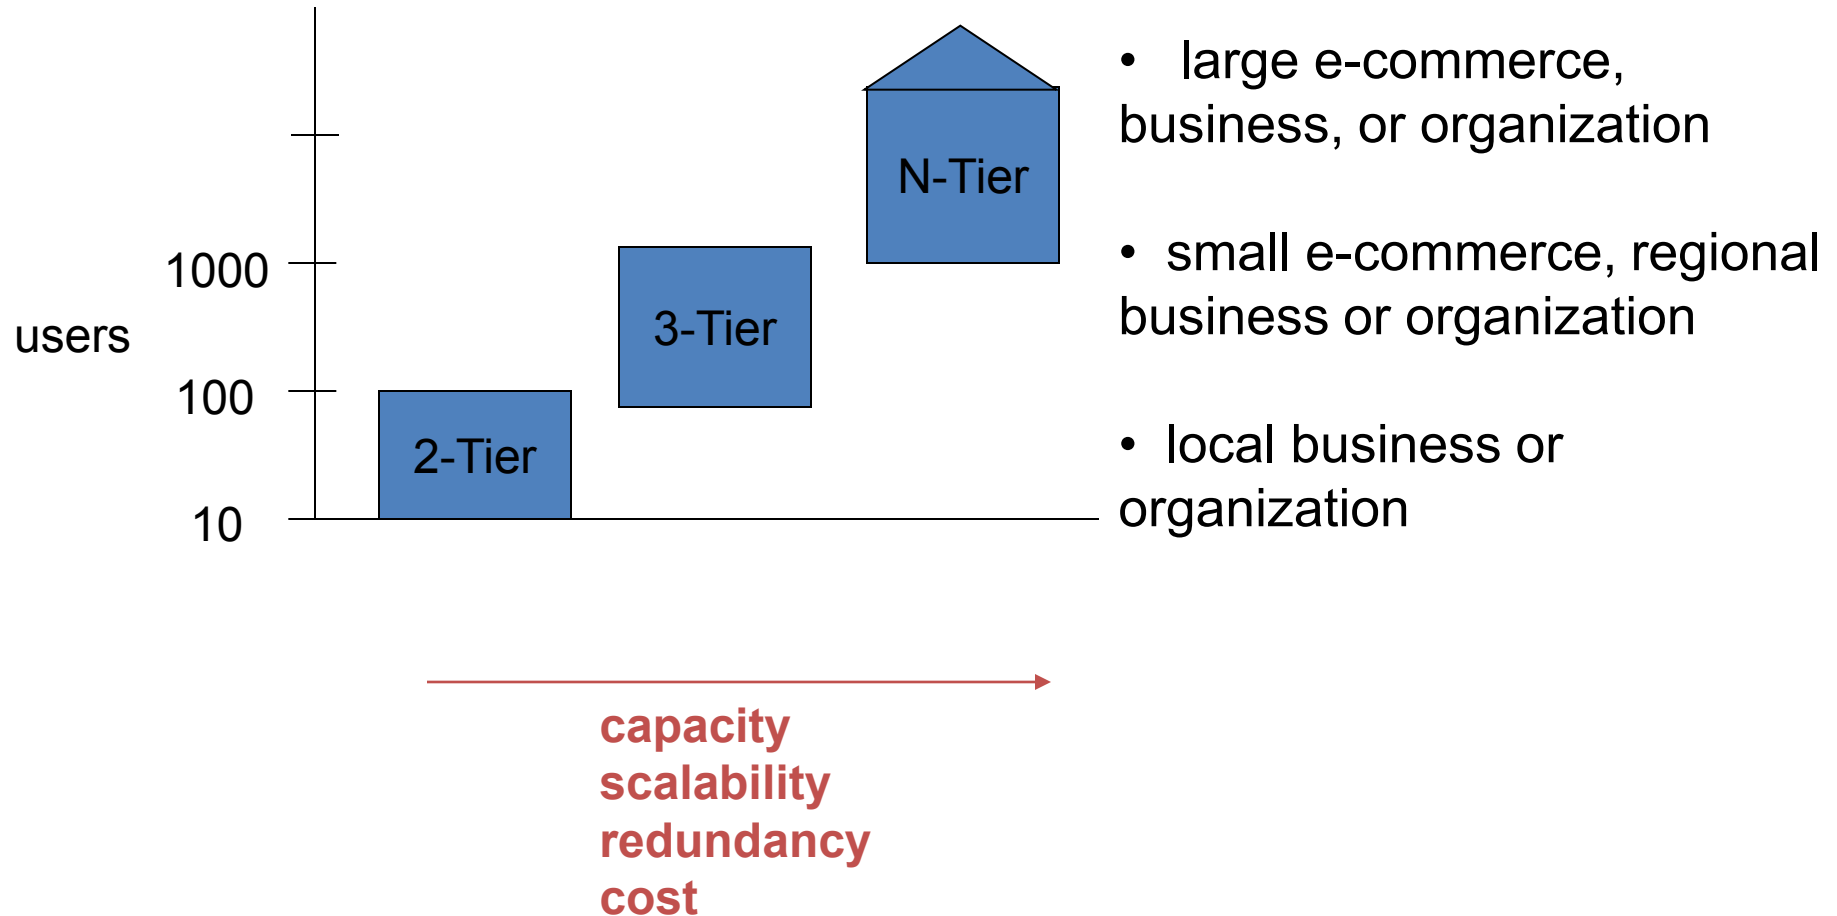 • large e-commerce,
business, or organization
N-Tier
1000
• small e-commerce, regional
business or organization
3-Tier
users
100
2-Tier
• local business or
organization
10
capacity
scalability
redundancy
cost